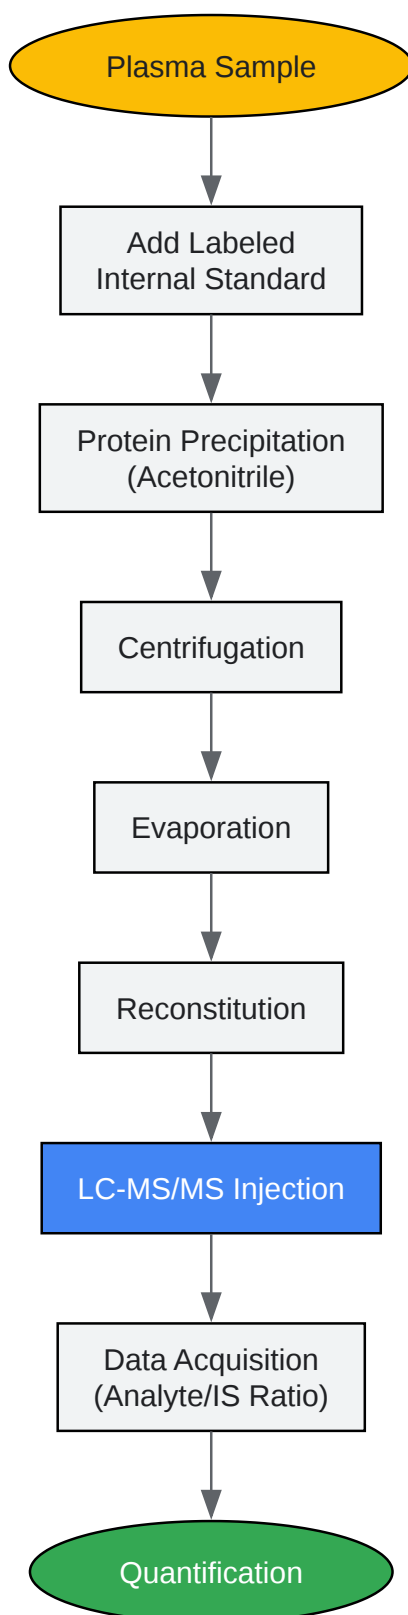 Plasma Sample
Add Labeled
Internal Standard
Protein Precipitation
(Acetonitrile)
Centrifugation
Evaporation
Reconstitution
LC-MS/MS Injection
Data Acquisition
(Analyte/IS Ratio)
Quantification